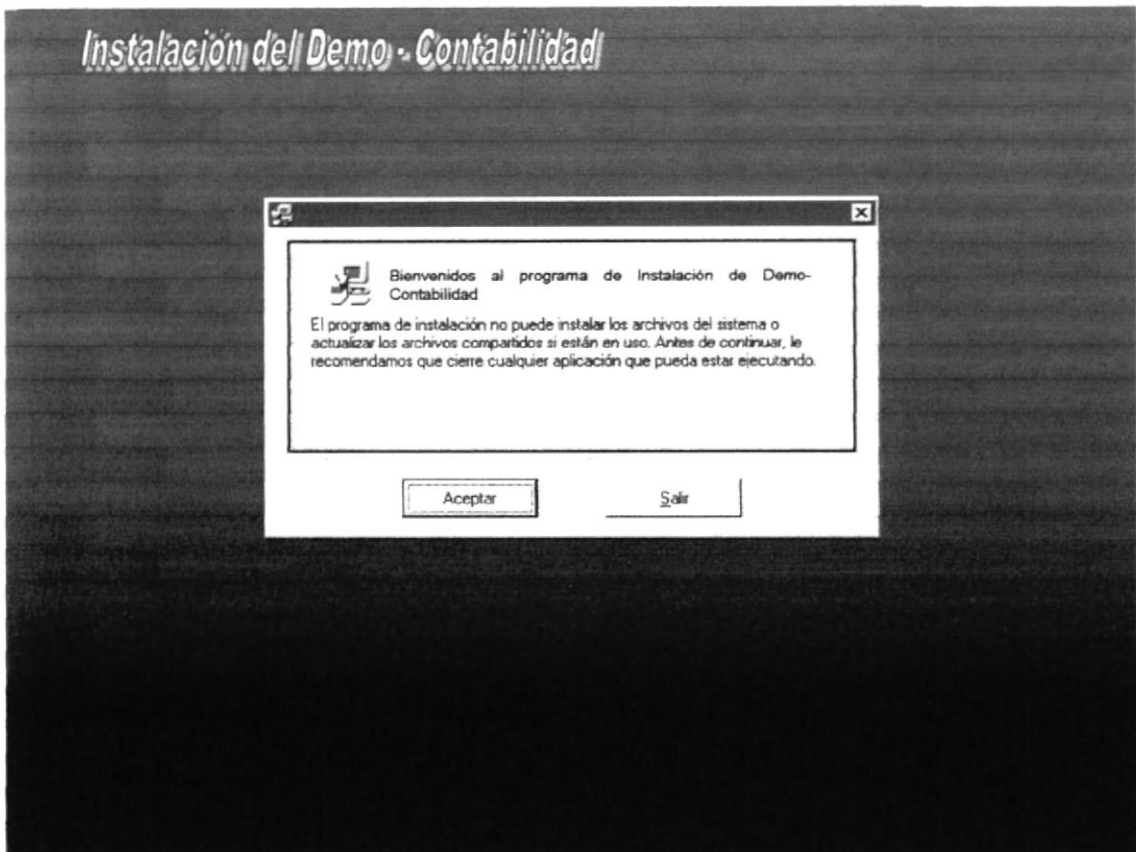 Instalación del Demo - Contabilidad
Bienvenidos al programa de Instalación de Demo-
Contabilidad
El programa de instalación no puede instalar los archivos del sistema o
actualizar los archivos compartidos si están en uso. Antes de continuar, le
recomendamos que cierre cualquier aplicación que pueda estar ejecutando.
Aceptar
Salir